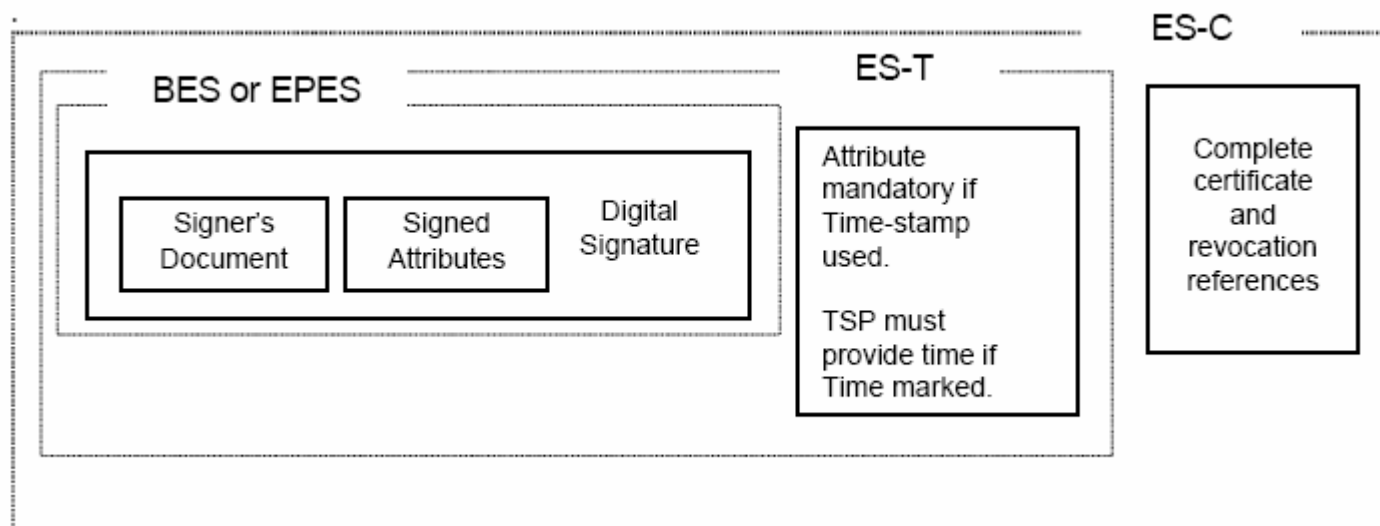 ES-C
ES-T
BES or EPES
Signer's
Document
Signed
Attributes
Digital
Signature
Attribute
mandatory if
Time-stamp
used.
TSP must
provide time if
Time marked.
Complete
certificate
and
revocation
references